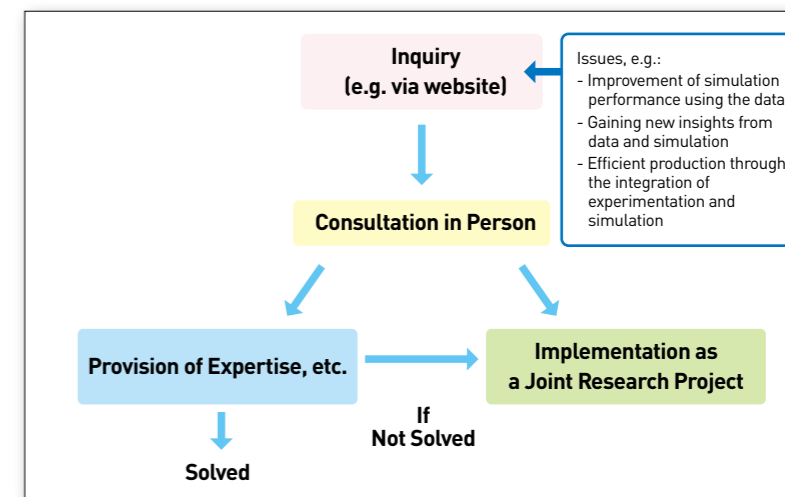 Inquiry
(e.g. via website)
Issues, e.g.:
- Improvement of simulation
performance using the data
- Gaining new insights from
data and simulation
- Efficient production through
the integration of
experimentation and
simulation
Consultation in Person
Provision of Expertise, etc.
Implementation as
a Joint Research Project
If
Not Solved
Solved